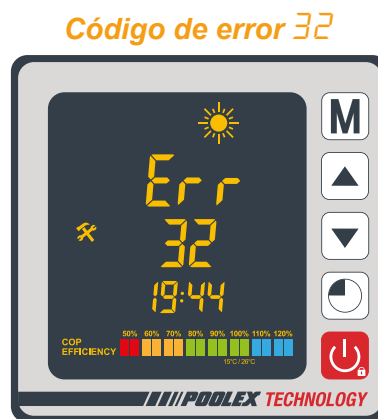 Código de error 32
M
Err
32
19:44
50% 60% 70% 80% 90% 100% 110% 120%
COP
EFFICIENCY
15°C / 26°C
POOLEX TECHNOLOGY